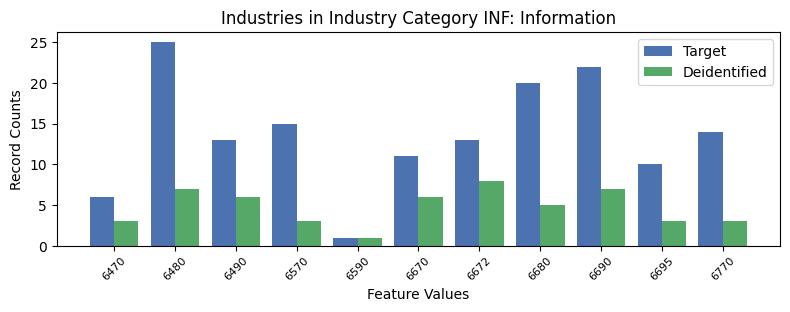 Industries in Industry Category INF: Information
Target
Deidentified
Record Counts
25
20
15
10
5
0
6470 6480 6490 6570 6590 6670 6672 6680 6690 6695 6770
Feature Values